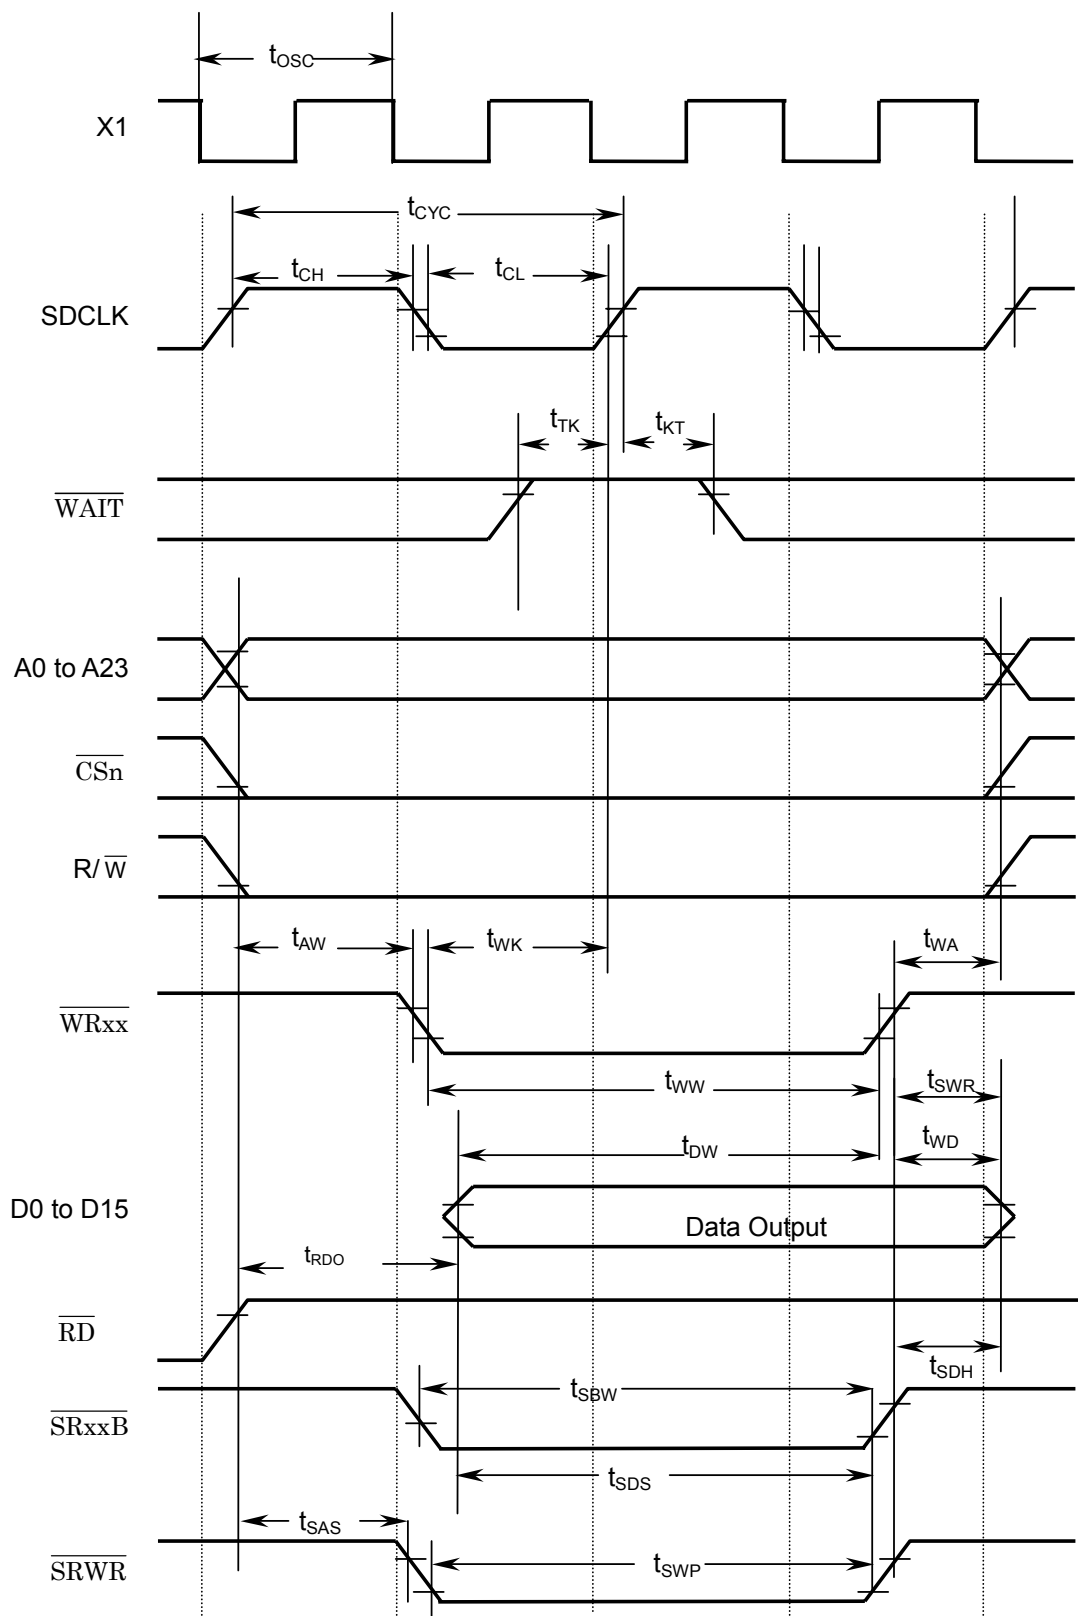 tOSC
X1
tCYC
tCH
tCL
SDCLK
tTK
tKT
WAIT
A0 to A23
CSn
R/W
tAW
tWK
tWA
WRxx
tWW
tSWR
tDW
tWD
D0 to D15
Data Output
tRDO
RD
tSDH
tSBW
SRxxB
tSDS
tSAS
tSWP
SRWR